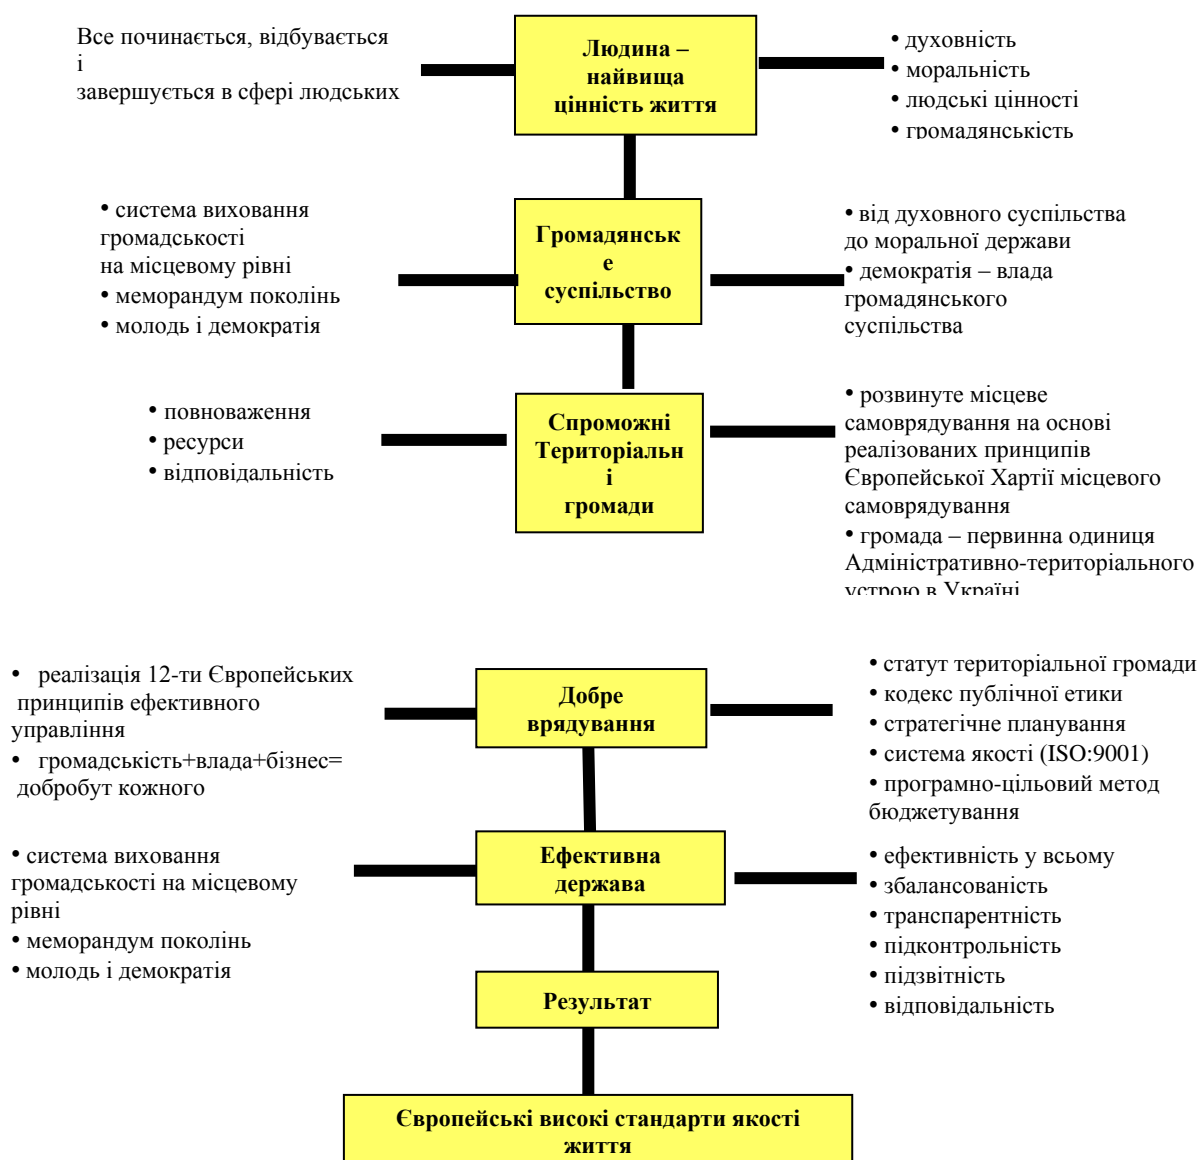 Все починається, відбувається
і
завершується в сфері людських
Людина –
найвища
цінність життя
• духовність
• моральність
• людські цінності
• громадянськість
• система виховання
громадськості
на місцевому рівні
• меморандум поколінь
• молодь і демократія
Громадянськ
е
суспільство
• від духовного суспільства
до моральної держави
• демократія – влада
громадянського
суспільства
• повноваження
• ресурси
• відповідальність
Спроможні
Територіальн
і
громади
• розвинуте місцеве
самоврядування на основі
реалізованих принципів
Європейської Хартії місцевого
самоврядування
• громада – первинна одиниця
Адміністративно-територіального
устрою в Україні
• реалізація 12-ти Європейських
принципів ефективного
управління
• громадськість+влада+бізнес=
добробут кожного
Добре
врядування
• статут територіальної громади
• кодекс публічної етики
• стратегічне планування
• система якості (ISO:9001)
• програмно-цільовий метод
бюджетування
• система виховання
громадськості на місцевому
рівні
• меморандум поколінь
• молодь і демократія
Ефективна
держава
• ефективність у всьому
• збалансованість
• транспарентність
• підконтрольність
• підзвітність
• відповідальність
Результат
Європейські високі стандарти якості
життя